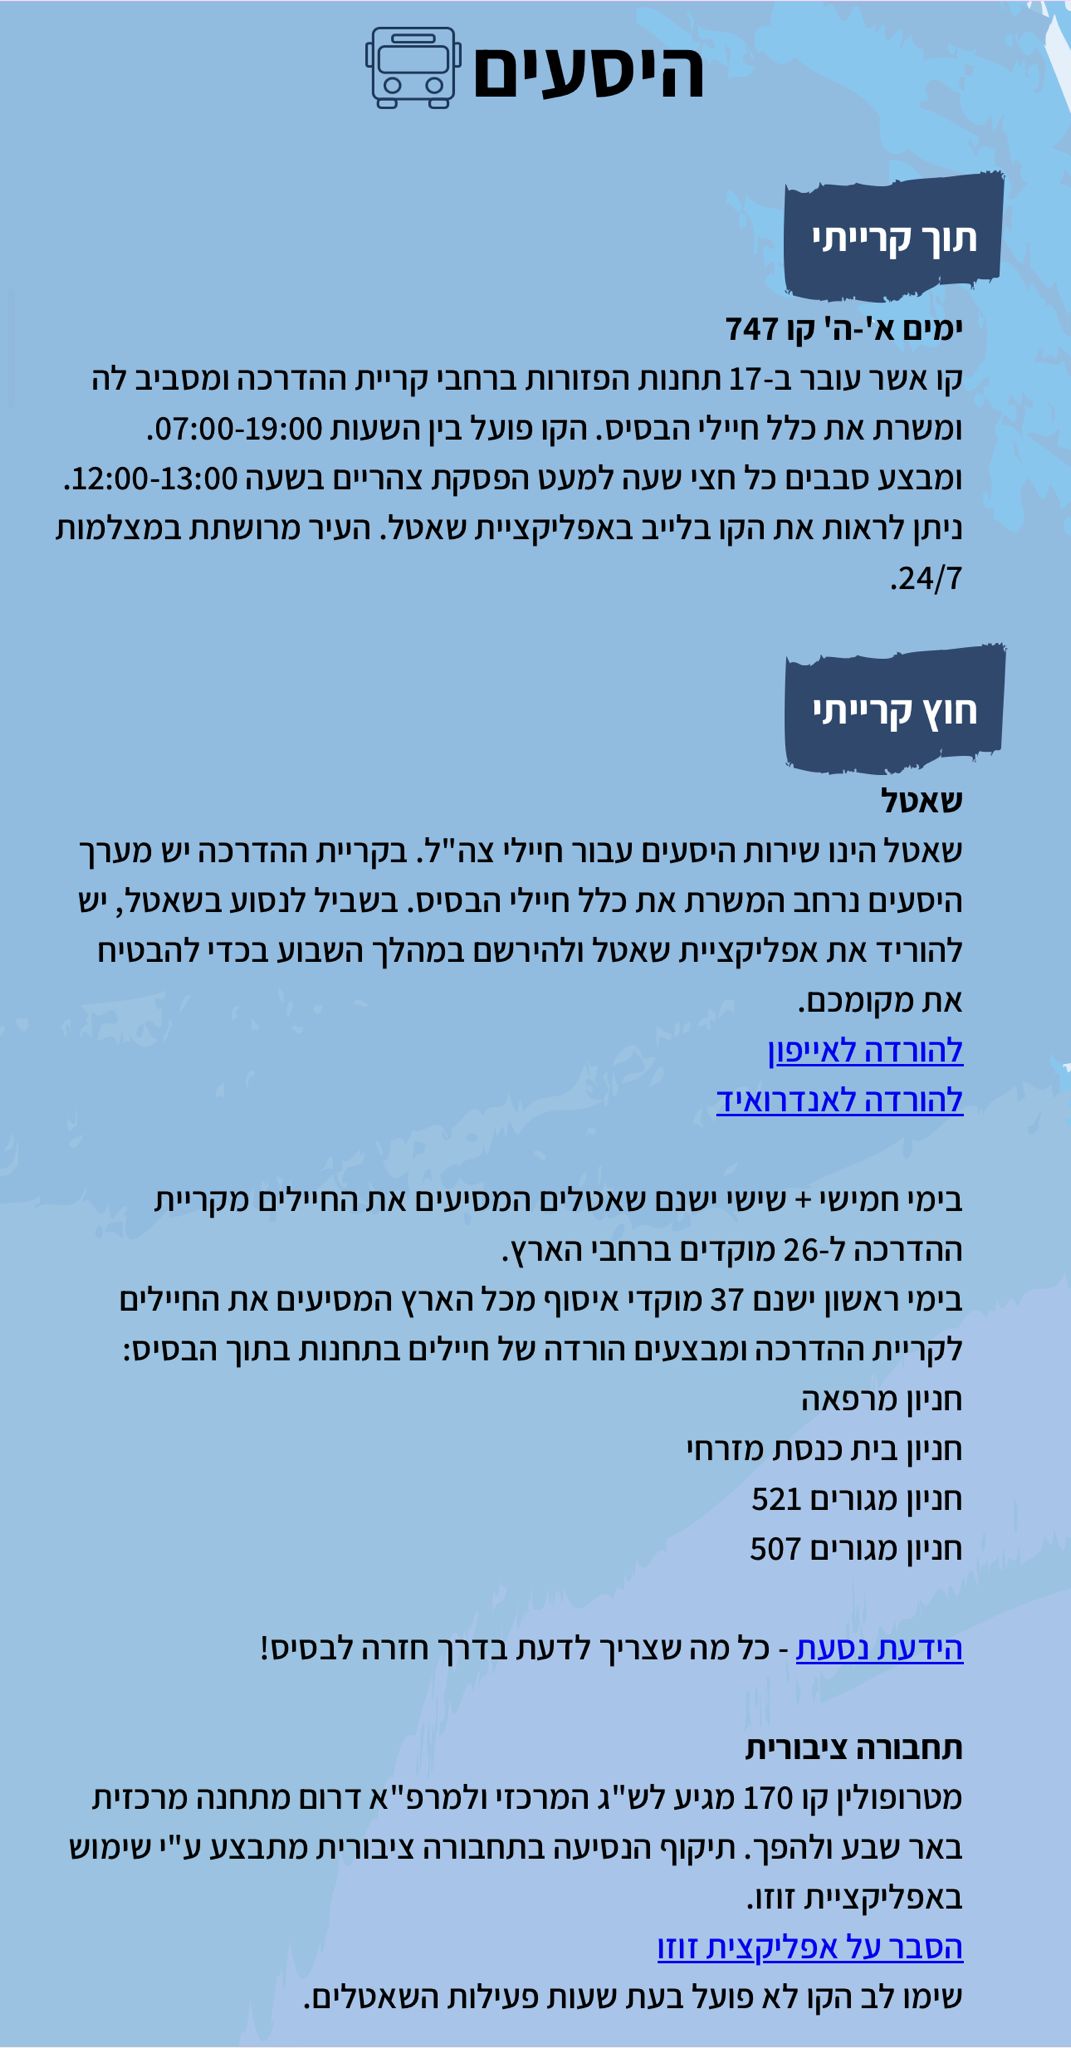 היסעים
תוך קרייתי
ימים א'-ה' קו 747
קו אשר עובר ב-17 תחנות הפזורות ברחבי קריית ההדרכה ומסביב לה
ומשרת את כלל חיילי הבסיס. הקו פועל בין השעות 07:00-19:00.
ומבצע סבבים כל חצי שעה למעט הפסקת צהריים בשעה 12:00-13:00.
ניתן לראות את הקו בלייב באפליקציית שאטל. העיר מרושתת במצלמות
24/7.
חוץ קרייתי
שאטל
שאטל הינו שירות היסעים עבור חיילי צה"ל. בקריית ההדרכה יש מערך
היסעים נרחב המשרת את כלל חיילי הבסיס. בשביל לנסוע בשאטל, יש
להוריד את אפליקציית שאטל ולהירשם במהלך השבוע בכדי להבטיח
את מקומכם.
להורדה לאייפון
להורדה לאנדרואיד
בימי חמישי + שישי ישנם שאטלים המסיעים את החיילים מקריית
ההדרכה ל-26 מוקדים ברחבי הארץ.
בימי ראשון ישנם 37 מוקדי איסוף מכל הארץ המסיעים את החיילים
לקריית ההדרכה ומבצעים הורדה של חיילים בתחנות בתוך הבסיס:
חניון מרפאה
חניון בית כנסת מזרחי
חניון מגורים 521
חניון מגורים 507
הידעת נסעת - כל מה שצריך לדעת בדרך חזרה לבסיס!
תחבורה ציבורית
מטרופולין קו 170 מגיע לש"ג המרכזי ולמרפ"א דרום מתחנה מרכזית
באר שבע ולהפך. תיקוף הנסיעה בתחבורה ציבורית מתבצע ע"י שימוש
באפליקציית זוזו.
הסבר על אפליקצית זוזו
שימו לב הקו לא פועל בעת שעות פעילות השאטלים.